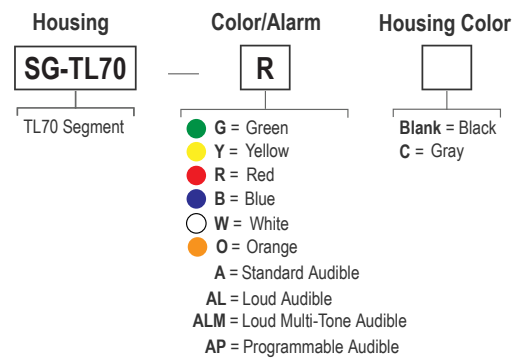 Housing Color/Alarm Housing Color
SG-TL70 — R
TL70 Segment
G = Green
Y = Yellow
R = Red
B = Blue
W = White
O = Orange
A = Standard Audible
AL = Loud Audible
ALM = Loud Multi-Tone Audible
AP = Programmable Audible
Blank = Black
C = Gray